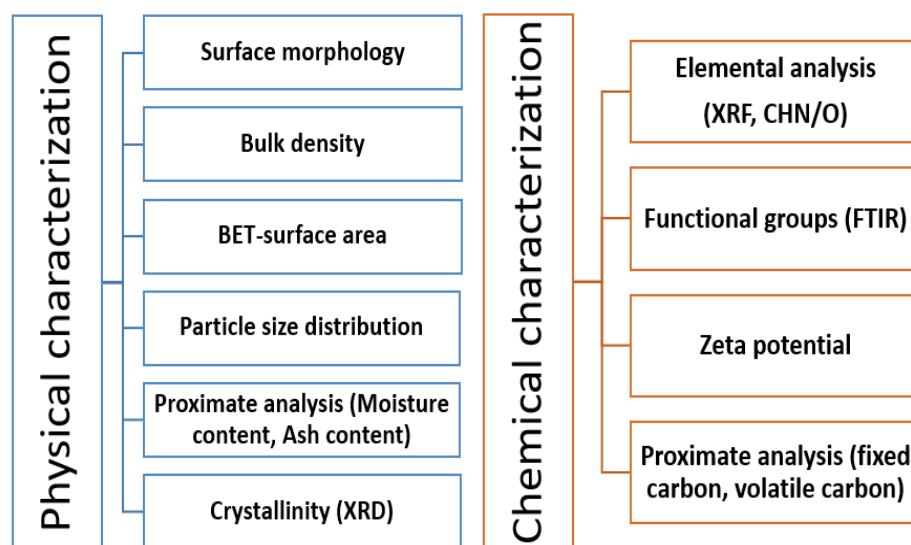 Physical characterization
Surface morphology
Bulk density
BET-surface area
Particle size distribution
Proximate analysis (Moisture
content, Ash content)
Crystallinity (XRD)
Chemical characterization
Elemental analysis
(XRF, CHN/O)
Functional groups (FTIR)
Zeta potential
Proximate analysis (fixed
carbon, volatile carbon)